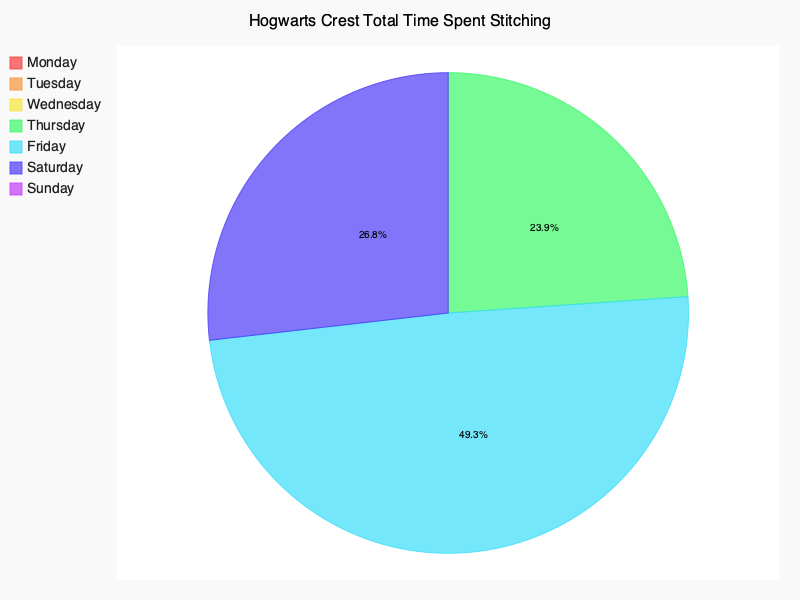 Hogwarts Crest Total Time Spent Stitching
Monday
Tuesday
Wednesday
Thursday
Friday
Saturday
Sunday
26.8%
23.9%
49.3%